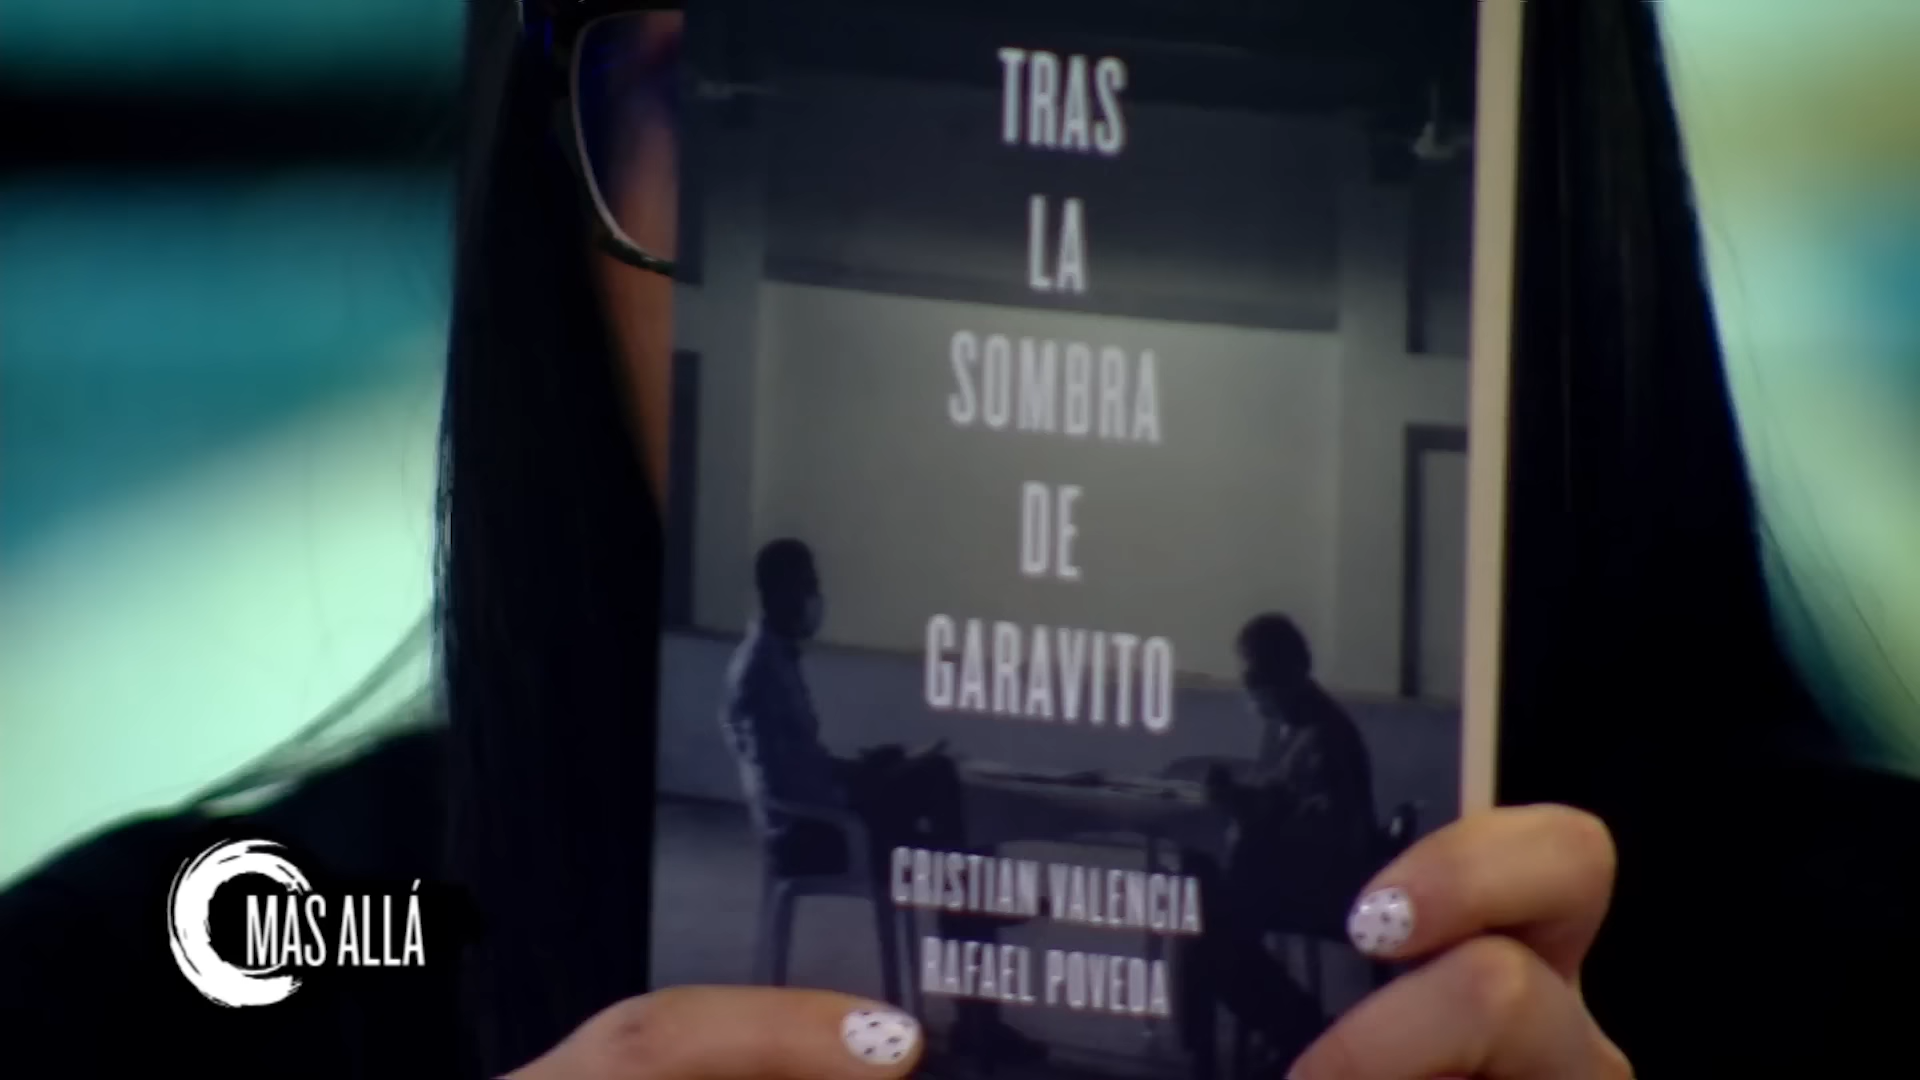 TRAS
LA
SOMBRA
DE
GARAVITO
CRISTIAN VALENCIA
RAFAEL POVEDA
MÁS ALLÁ